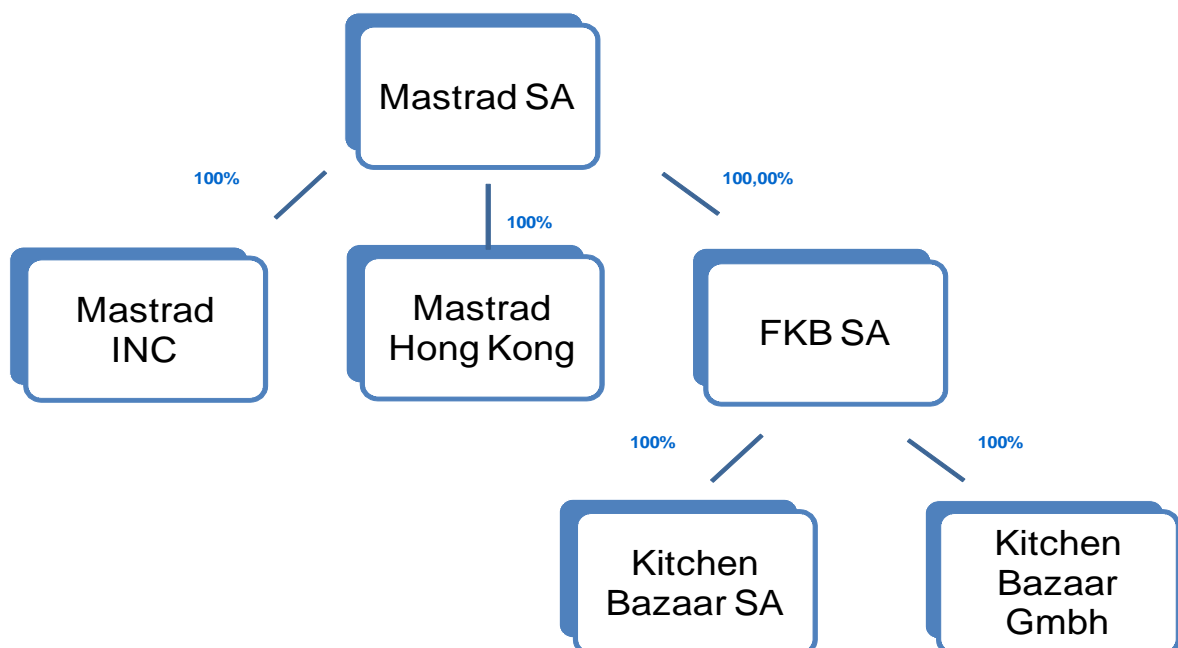 Mastrad SA
100%
100,00%
100%
Mastrad
INC
Mastrad
Hong Kong
FKB SA
100%
100%
Kitchen
Bazaar SA
Kitchen
Bazaar
Gmbh